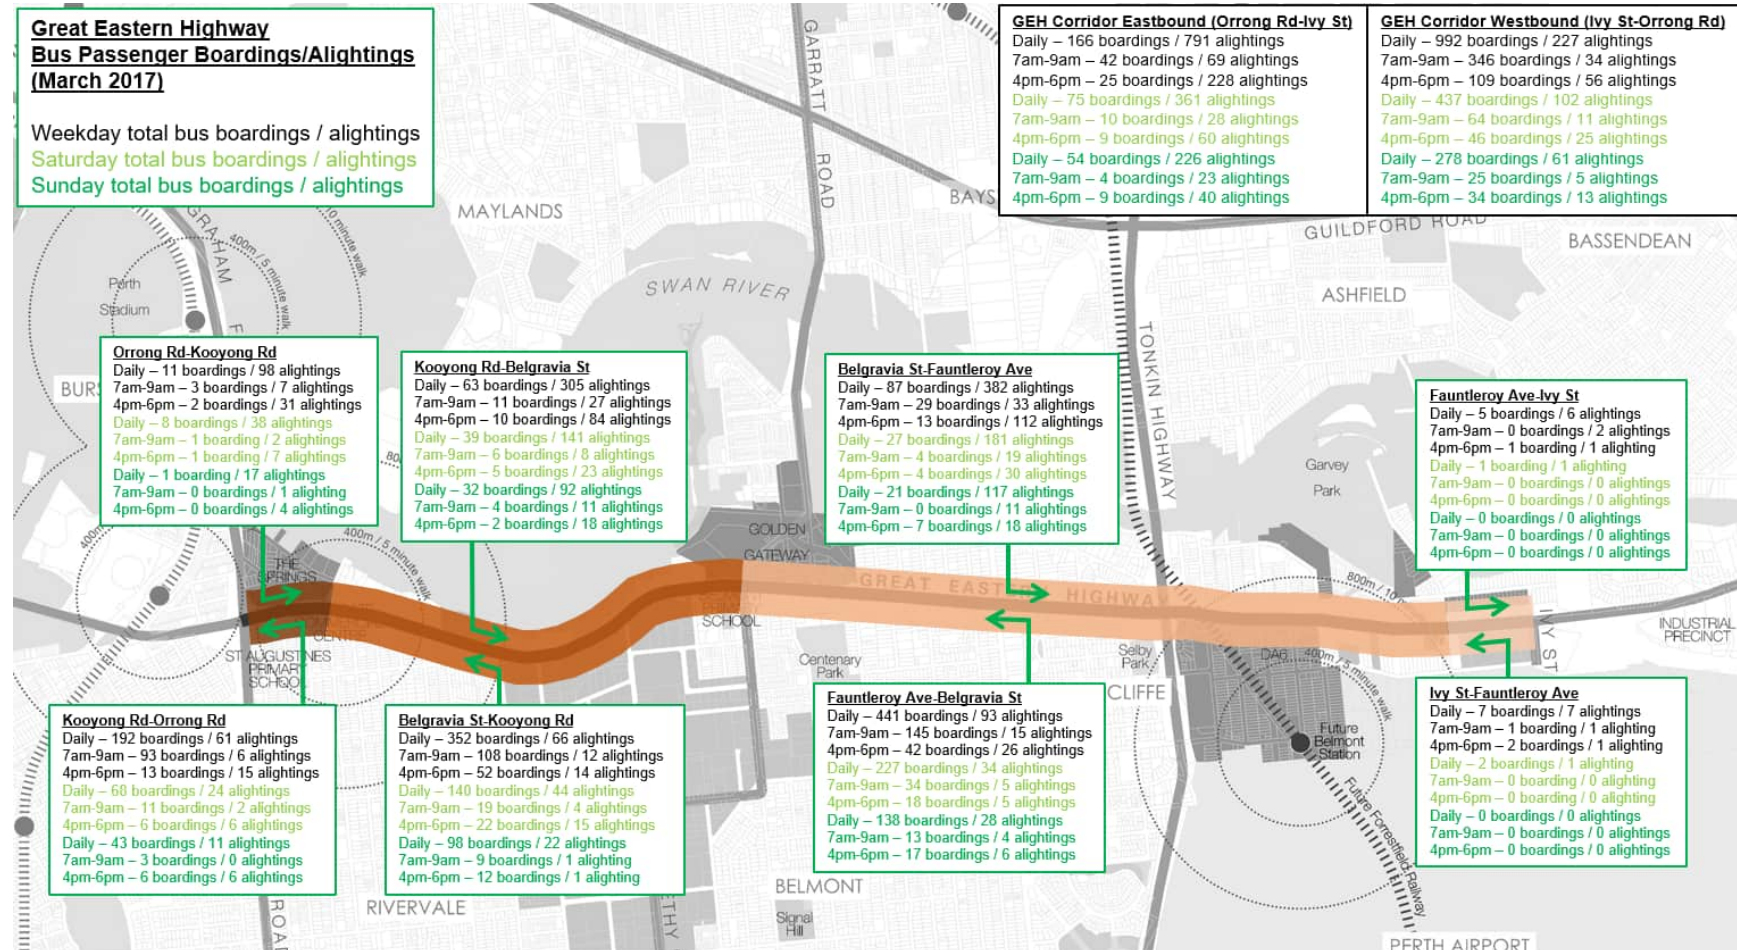 Great Eastern Highway
Bus Passenger Boardings/Alightings
(March 2017)
Weekday total bus boardings / alightings
Saturday total bus boardings / alightings
Sunday total bus boardings / alightings
GEH Corridor Eastbound (Orrong Rd-Ivy St)
Daily – 166 boardings / 791 alightings
7am-9am – 42 boardings / 69 alightings
4pm-6pm – 25 boardings / 228 alightings
Daily – 75 boardings / 361 alightings
7am-9am – 10 boardings / 28 alightings
4pm-6pm – 9 boardings / 60 alightings
Daily – 54 boardings / 226 alightings
7am-9am – 4 boardings / 23 alightings
4pm-6pm – 9 boardings / 40 alightings
GEH Corridor Westbound (Ivy St-Orrong Rd)
Daily – 992 boardings / 227 alightings
7am-9am – 346 boardings / 34 alightings
4pm-6pm – 109 boardings / 56 alightings
Daily – 437 boardings / 102 alightings
7am-9am – 64 boardings / 11 alightings
4pm-6pm – 46 boardings / 25 alightings
Daily – 278 boardings / 61 alightings
7am-9am – 25 boardings / 5 alightings
4pm-6pm – 34 boardings / 13 alightings
GARRATT ROAD
MAYLANDS
BAYS
GUILDFORD ROAD
BASSENDEAN
GRAHAM
400m / 5 minute walk
10 minute walk
Perth
Stadium
SWAN RIVER
ASHFIELD
TONKIN HIGHWAY
BURS
Orrong Rd-Kooyong Rd
Daily – 11 boardings / 98 alightings
7am-9am – 3 boardings / 7 alightings
4pm-6pm – 2 boardings / 31 alightings
Daily – 8 boardings / 38 alightings
7am-9am – 1 boarding / 2 alightings
4pm-6pm – 1 boarding / 7 alightings
Daily – 1 boarding / 17 alightings
7am-9am – 0 boardings / 1 alighting
4pm-6pm – 0 boardings / 4 alightings
Kooyong Rd-Belgravia St
Daily – 63 boardings / 305 alightings
7am-9am – 11 boardings / 27 alightings
4pm-6pm – 10 boardings / 84 alightings
Daily – 39 boardings / 141 alightings
7am-9am – 6 boardings / 8 alightings
4pm-6pm – 5 boardings / 23 alightings
Daily – 32 boardings / 92 alightings
7am-9am – 4 boardings / 11 alightings
4pm-6pm – 2 boardings / 18 alightings
Belgravia St-Fauntleroy Ave
Daily – 87 boardings / 382 alightings
7am-9am – 29 boardings / 33 alightings
4pm-6pm – 13 boardings / 112 alightings
Daily – 27 boardings / 181 alightings
7am-9am – 4 boardings / 19 alightings
4pm-6pm – 4 boardings / 30 alightings
Daily – 21 boardings / 117 alightings
7am-9am – 0 boardings / 11 alightings
4pm-6pm – 7 boardings / 18 alightings
Fauntleroy Ave-Ivy St
Daily – 5 boardings / 6 alightings
7am-9am – 0 boardings / 2 alightings
4pm-6pm – 1 boarding / 1 alighting
Daily – 1 boarding / 1 alighting
7am-9am – 0 boardings / 0 alightings
4pm-6pm – 0 boardings / 0 alightings
Daily – 0 boardings / 0 alightings
7am-9am – 0 boardings / 0 alightings
4pm-6pm – 0 boardings / 0 alightings
Garvey
Park
400m
400m / 5 minute walk
THE
SPRINGS
GOLDEN
GATEWAY
GREAT EASTERN HIGHWAY
SCHOOL
CENTRE
ST AUGUSTINES
PRIMARY
SCHOOL
Centenary
Park
Selby
Park
DA6
400m / 5 minute walk
800m / 10
IVY ST
INDUSTRIAL
PRECINCT
CLIFFE
Future
Belmont
Station
Future Forrestfield Railway
Kooyong Rd-Orrong Rd
Daily – 192 boardings / 61 alightings
7am-9am – 93 boardings / 6 alightings
4pm-6pm – 13 boardings / 15 alightings
Daily – 68 boardings / 24 alightings
7am-9am – 11 boardings / 2 alightings
4pm-6pm – 6 boardings / 6 alightings
Daily – 43 boardings / 11 alightings
7am-9am – 3 boardings / 0 alightings
4pm-6pm – 6 boardings / 6 alightings
Belgravia St-Kooyong Rd
Daily – 352 boardings / 66 alightings
7am-9am – 108 boardings / 12 alightings
4pm-6pm – 52 boardings / 14 alightings
Daily – 140 boardings / 44 alightings
7am-9am – 19 boardings / 4 alightings
4pm-6pm – 22 boardings / 15 alightings
Daily – 98 boardings / 22 alightings
7am-9am – 9 boardings / 1 alighting
4pm-6pm – 12 boardings / 1 alighting
Fauntleroy Ave-Belgravia St
Daily – 441 boardings / 93 alightings
7am-9am – 145 boardings / 15 alightings
4pm-6pm – 42 boardings / 26 alightings
Daily – 227 boardings / 34 alightings
7am-9am – 34 boardings / 5 alightings
4pm-6pm – 18 boardings / 5 alightings
Daily – 138 boardings / 28 alightings
7am-9am – 13 boardings / 4 alightings
4pm-6pm – 17 boardings / 6 alightings
Ivy St-Fauntleroy Ave
Daily – 7 boardings / 7 alightings
7am-9am – 1 boarding / 1 alighting
4pm-6pm – 2 boardings / 1 alighting
Daily – 2 boardings / 1 alighting
7am-9am – 0 boarding / 0 alighting
4pm-6pm – 0 boarding / 0 alighting
Daily – 0 boardings / 0 alightings
7am-9am – 0 boardings / 0 alightings
4pm-6pm – 0 boardings / 0 alightings
BELMONT
RIVERVALE
Signal
Hill
ROAD
ETHY
PERTH AIRPORT